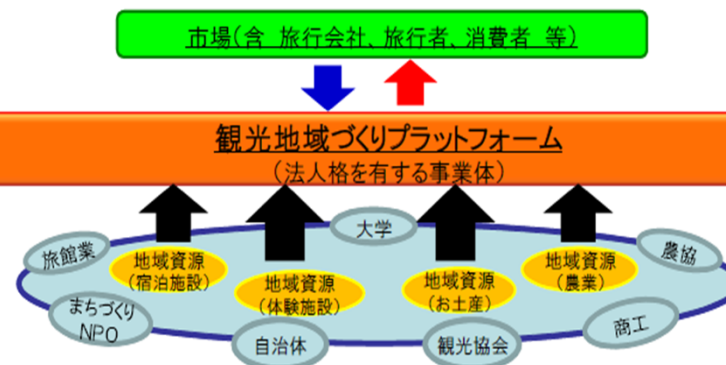 市場(含 旅行会社、旅行者、消費者 等)
観光地域づくりプラットフォーム
(法人格を有する事業体)
大学
旅館業
農協
地域資源
(宿泊施設)
地域資源
(体験施設)
地域資源
(お土産)
地域資源
(農業)
まちづくり
NPO
自治体
観光協会
商工